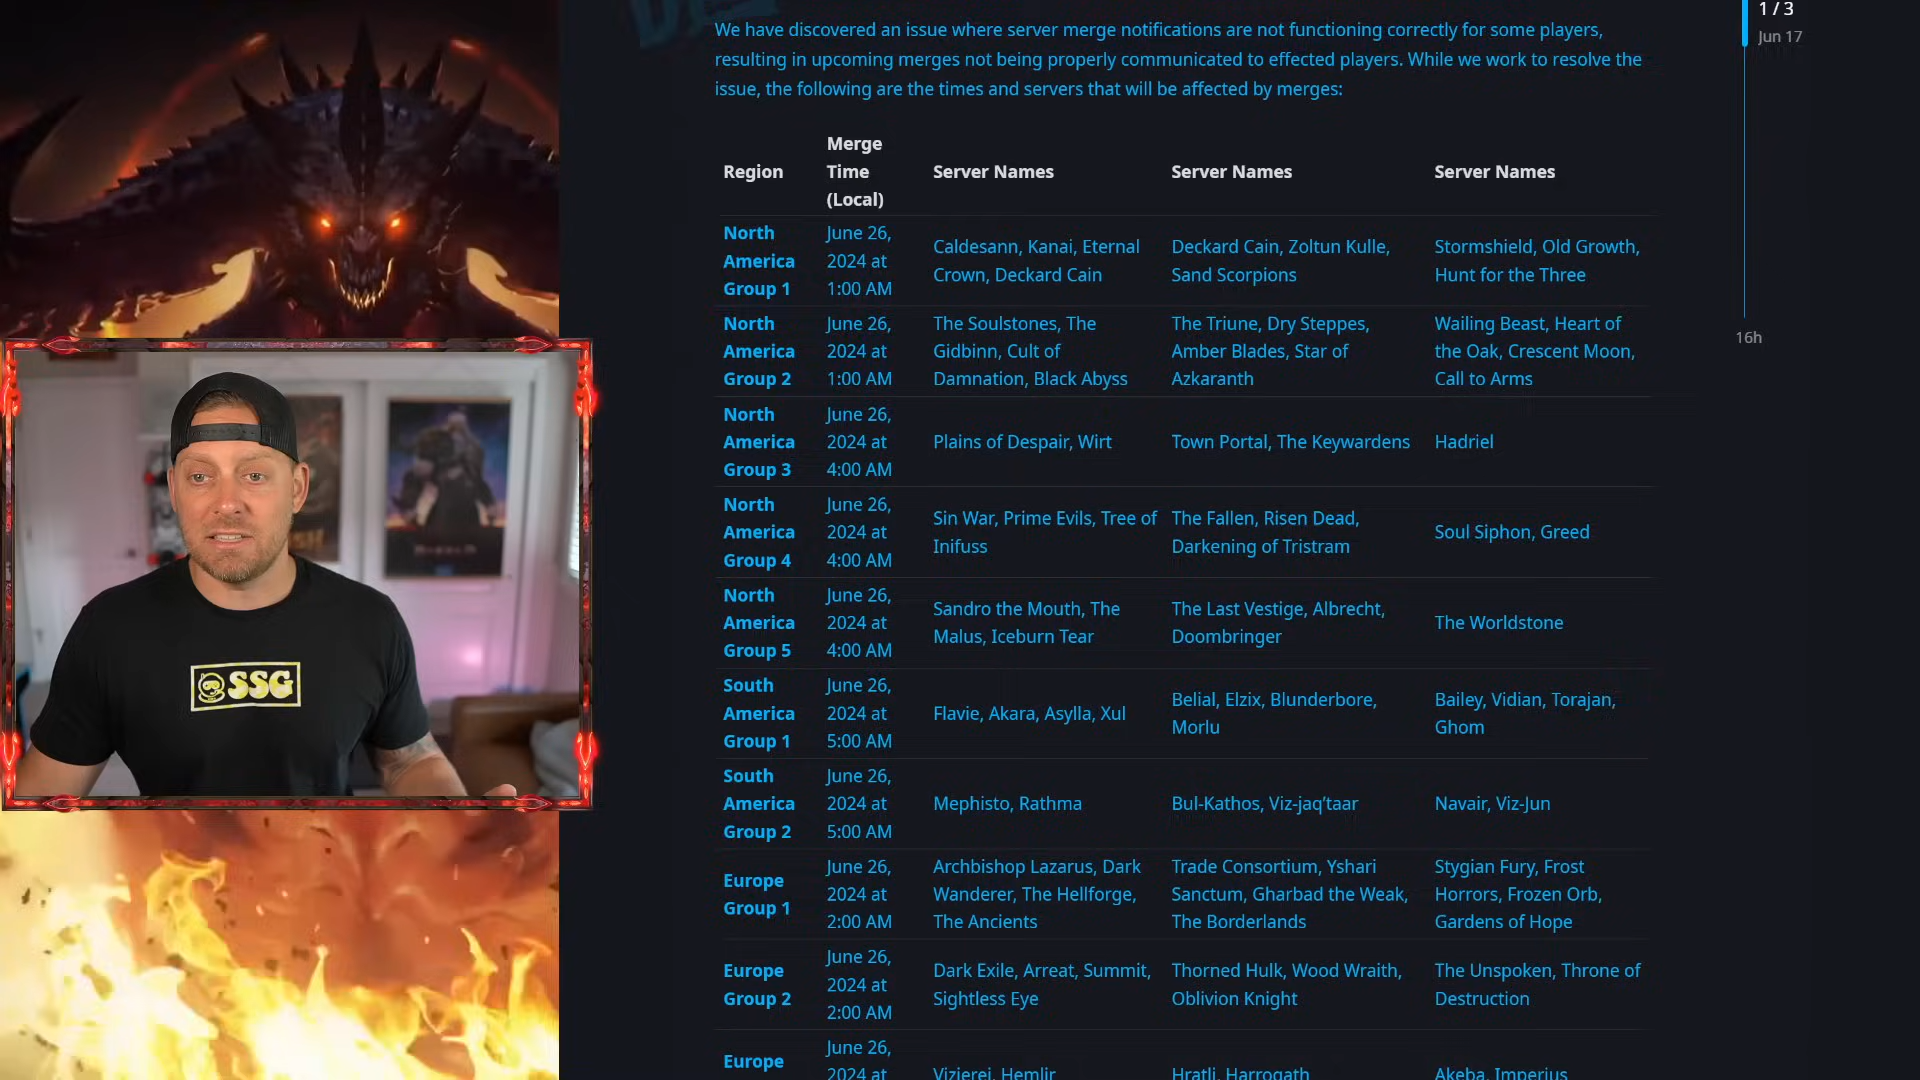 We have discovered an issue where server merge notifications are not functioning correctly for some players,
resulting in upcoming merges not being properly communicated to effected players. While we work to resolve the
issue, the following are the times and servers that will be affected by merges:
1 / 3
Jun 17
16h
Region
Merge
Time
(Local)
Server Names
Server Names
Server Names
North
America
Group 1
June 26,
2024 at
1:00 AM
Caldesann, Kanai, Eternal
Crown, Deckard Cain
Deckard Cain, Zoltun Kulle,
Sand Scorpions
Stormshield, Old Growth,
Hunt for the Three
North
America
Group 2
June 26,
2024 at
1:00 AM
The Soulstones, The
Gidbinn, Cult of
Damnation, Black Abyss
The Triune, Dry Steppes,
Amber Blades, Star of
Azkaranth
Wailing Beast, Heart of
the Oak, Crescent Moon,
Call to Arms
North
America
Group 3
June 26,
2024 at
4:00 AM
Plains of Despair, Wirt
Town Portal, The Keywardens
Hadriel
North
America
Group 4
June 26,
2024 at
4:00 AM
Sin War, Prime Evils, Tree of
Inifuss
The Fallen, Risen Dead,
Darkening of Tristram
Soul Siphon, Greed
North
America
Group 5
June 26,
2024 at
4:00 AM
Sandro the Mouth, The
Malus, Iceburn Tear
The Last Vestige, Albrecht,
Doombringer
The Worldstone
South
America
Group 1
June 26,
2024 at
5:00 AM
Flavie, Akara, Asylla, Xul
Belial, Elzix, Blunderbore,
Morlu
Bailey, Vidian, Torajan,
Ghom
South
America
Group 2
June 26,
2024 at
5:00 AM
Mephisto, Rathma
Bul-Kathos, Viz-jaq’taar
Navair, Viz-Jun
Europe
Group 1
June 26,
2024 at
2:00 AM
Archbishop Lazarus, Dark
Wanderer, The Hellforge,
The Ancients
Trade Consortium, Yshari
Sanctum, Gharbad the Weak,
The Borderlands
Stygian Fury, Frost
Horrors, Frozen Orb,
Gardens of Hope
Europe
Group 2
June 26,
2024 at
2:00 AM
Dark Exile, Arreat, Summit,
Sightless Eye
Thorned Hulk, Wood Wraith,
Oblivion Knight
The Unspoken, Throne of
Destruction
Europe
June 26,
2024 at
Vizierei, Hemlir
Hratli, Harrogath
Akeba, Imperius
SSG